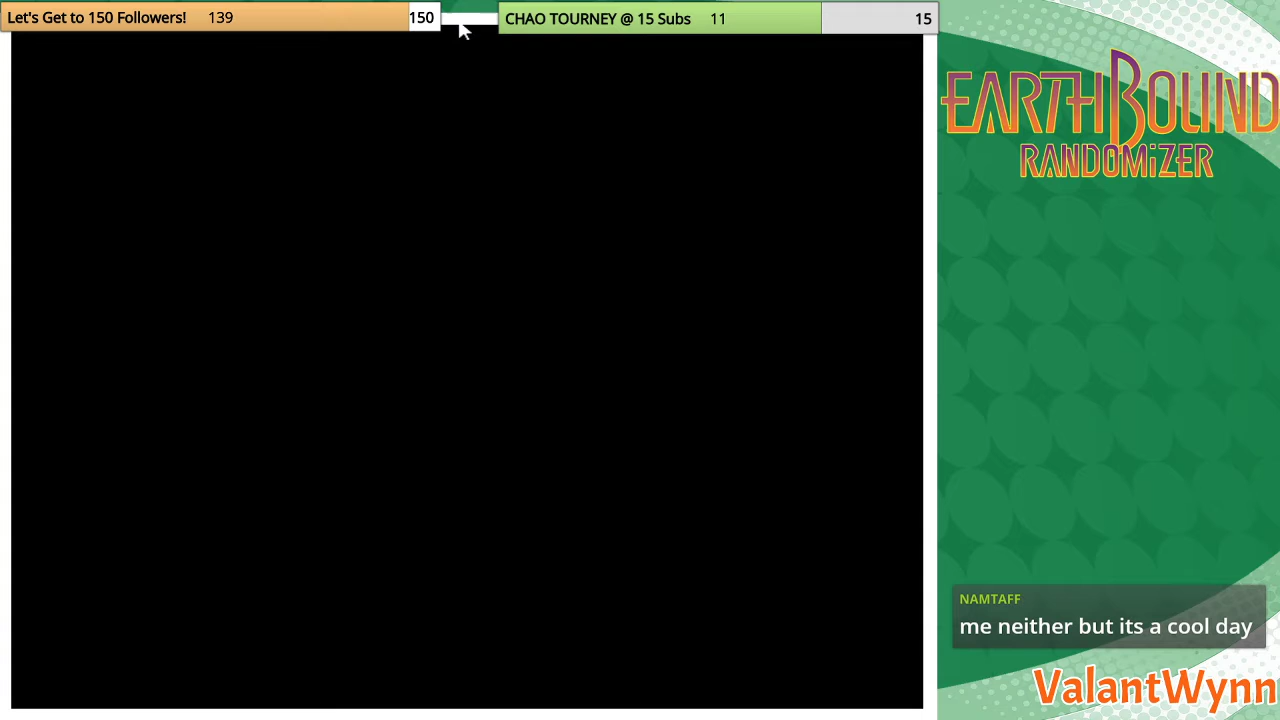 Let's Get to 150 Followers! 139 150
CHAO TOURNEY @ 15 Subs 11 15
EARTHBOUND
RANDOMiZER
NAMTAFF
me neither but its a cool day
ValantWynn